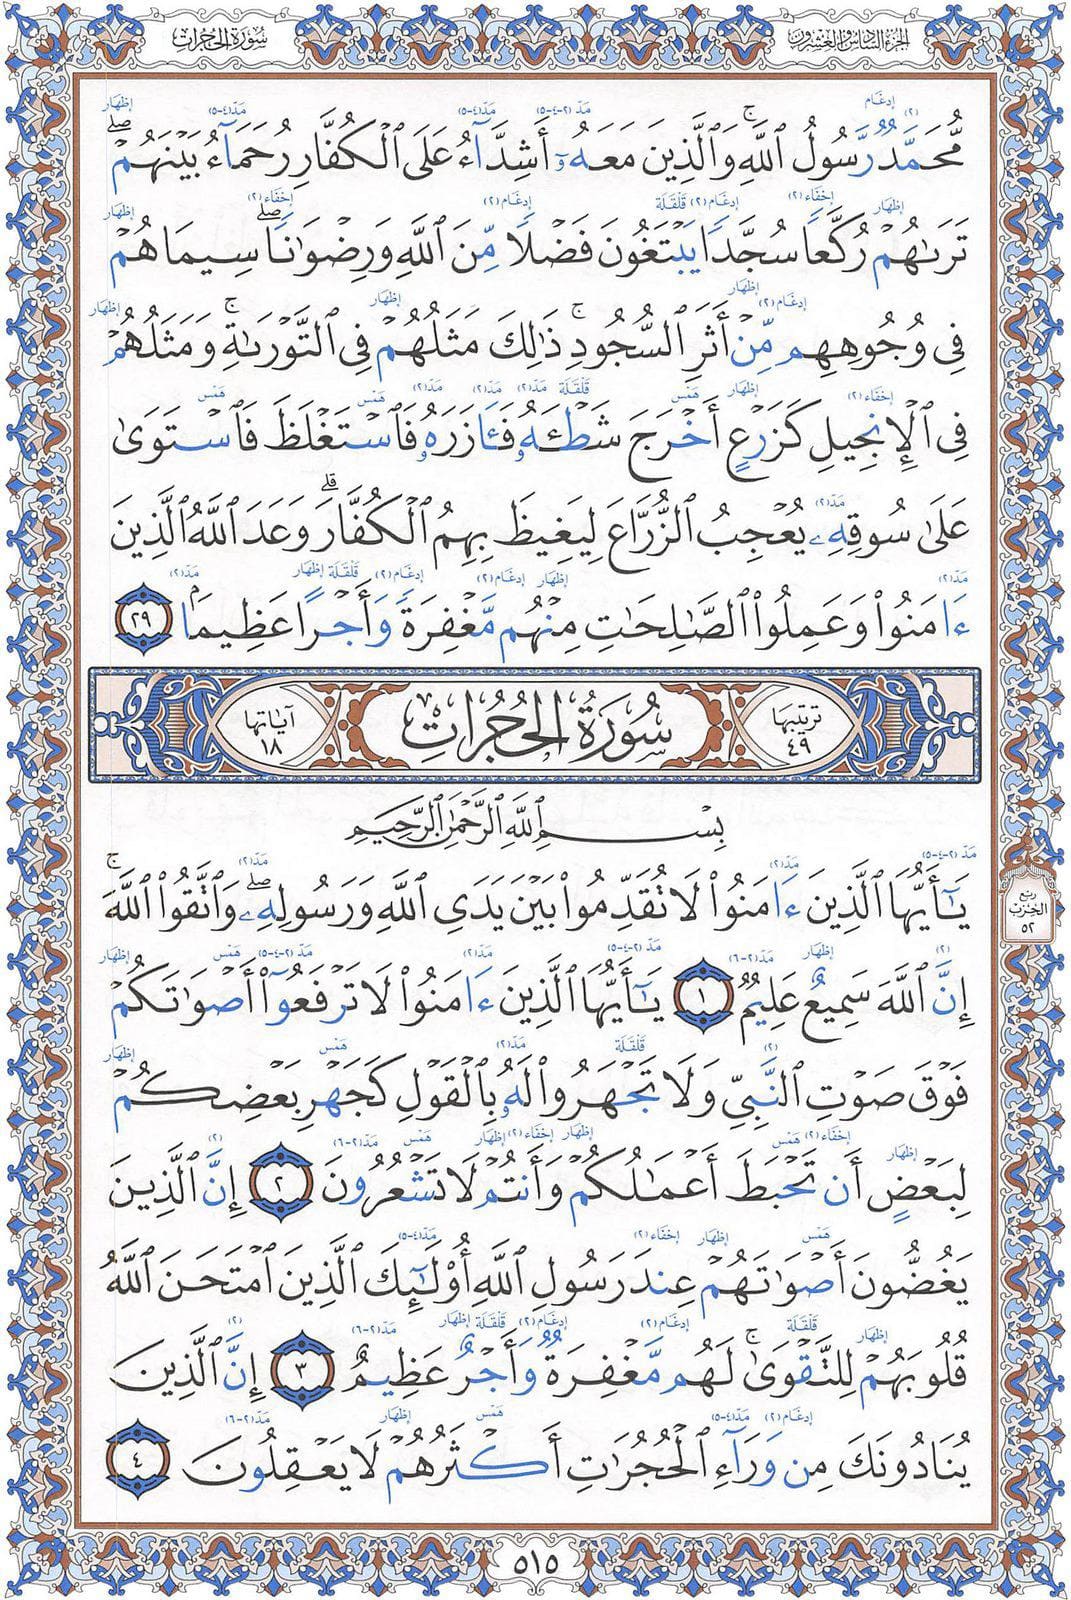 الجزء السادس والعشرون
سورة الحجرات
مُّحَمَّدٌ رَّسُولُ ٱللَّهِ ۚ وَٱلَّذِينَ مَعَهُۥٓ أَشِدَّآءُ عَلَى ٱلْكُفَّارِ رُحَمَآءُ بَيْنَهُمْ ۖ
تَرَىٰهُمْ رُكَّعًا سُجَّدًا يَبْتَغُونَ فَضْلًا مِّنَ ٱللَّهِ وَرِضْوَٰنًا ۖ سِيمَاهُمْ
فِى وُجُوهِهِم مِّنْ أَثَرِ ٱلسُّجُودِ ۚ ذَٰلِكَ مَثَلُهُمْ فِى ٱلتَّوْرَىٰةِ ۚ وَمَثَلُهُمْ
فِى ٱلْإِنجِيلِ كَزَرْعٍ أَخْرَجَ شَطْـَٔهُۥ فَـَٔازَرَهُۥ فَٱسْتَغْلَظَ فَٱسْتَوَىٰ
عَلَىٰ سُوقِهِۦ يُعْجِبُ ٱلزُّرَّاعَ لِيَغِيظَ بِهِمُ ٱلْكُفَّارَ ۗ وَعَدَ ٱللَّهُ ٱلَّذِينَ
ءَامَنُوا۟ وَعَمِلُوا۟ ٱلصَّـٰلِحَـٰتِ مِنْهُم مَّغْفِرَةً وَأَجْرًا عَظِيمًۢا ٢٩
ترتيبها ٤٩ سُورَةُ الحُجُرَاتِ آياتها ١٨
بِسْمِ ٱللَّهِ ٱلرَّحْمَـٰنِ ٱلرَّحِيمِ
يَـٰٓأَيُّهَا ٱلَّذِينَ ءَامَنُوا۟ لَا تُقَدِّمُوا۟ بَيْنَ يَدَىِ ٱللَّهِ وَرَسُولِهِۦ ۖ وَٱتَّقُوا۟ ٱللَّهَ ۚ
إِنَّ ٱللَّهَ سَمِيعٌ عَلِيمٌ ١ يَـٰٓأَيُّهَا ٱلَّذِينَ ءَامَنُوا۟ لَا تَرْفَعُوٓا۟ أَصْوَٰتَكُمْ
فَوْقَ صَوْتِ ٱلنَّبِىِّ وَلَا تَجْهَرُوا۟ لَهُۥ بِٱلْقَوْلِ كَجَهْرِ بَعْضِكُمْ
لِبَعْضٍ أَن تَحْبَطَ أَعْمَـٰلُكُمْ وَأَنتُمْ لَا تَشْعُرُونَ ٢ إِنَّ ٱلَّذِينَ
يَغُضُّونَ أَصْوَٰتَهُمْ عِندَ رَسُولِ ٱللَّهِ أُو۟لَـٰٓئِكَ ٱلَّذِينَ ٱمْتَحَنَ ٱللَّهُ
قُلُوبَهُمْ لِلتَّقْوَىٰ ۚ لَهُم مَّغْفِرَةٌ وَأَجْرٌ عَظِيمٌ ٣ إِنَّ ٱلَّذِينَ
يُنَادُونَكَ مِن وَرَآءِ ٱلْحُجُرَٰتِ أَكْثَرُهُمْ لَا يَعْقِلُونَ ٤
ربع
الحزب
٥٢
٥١٥